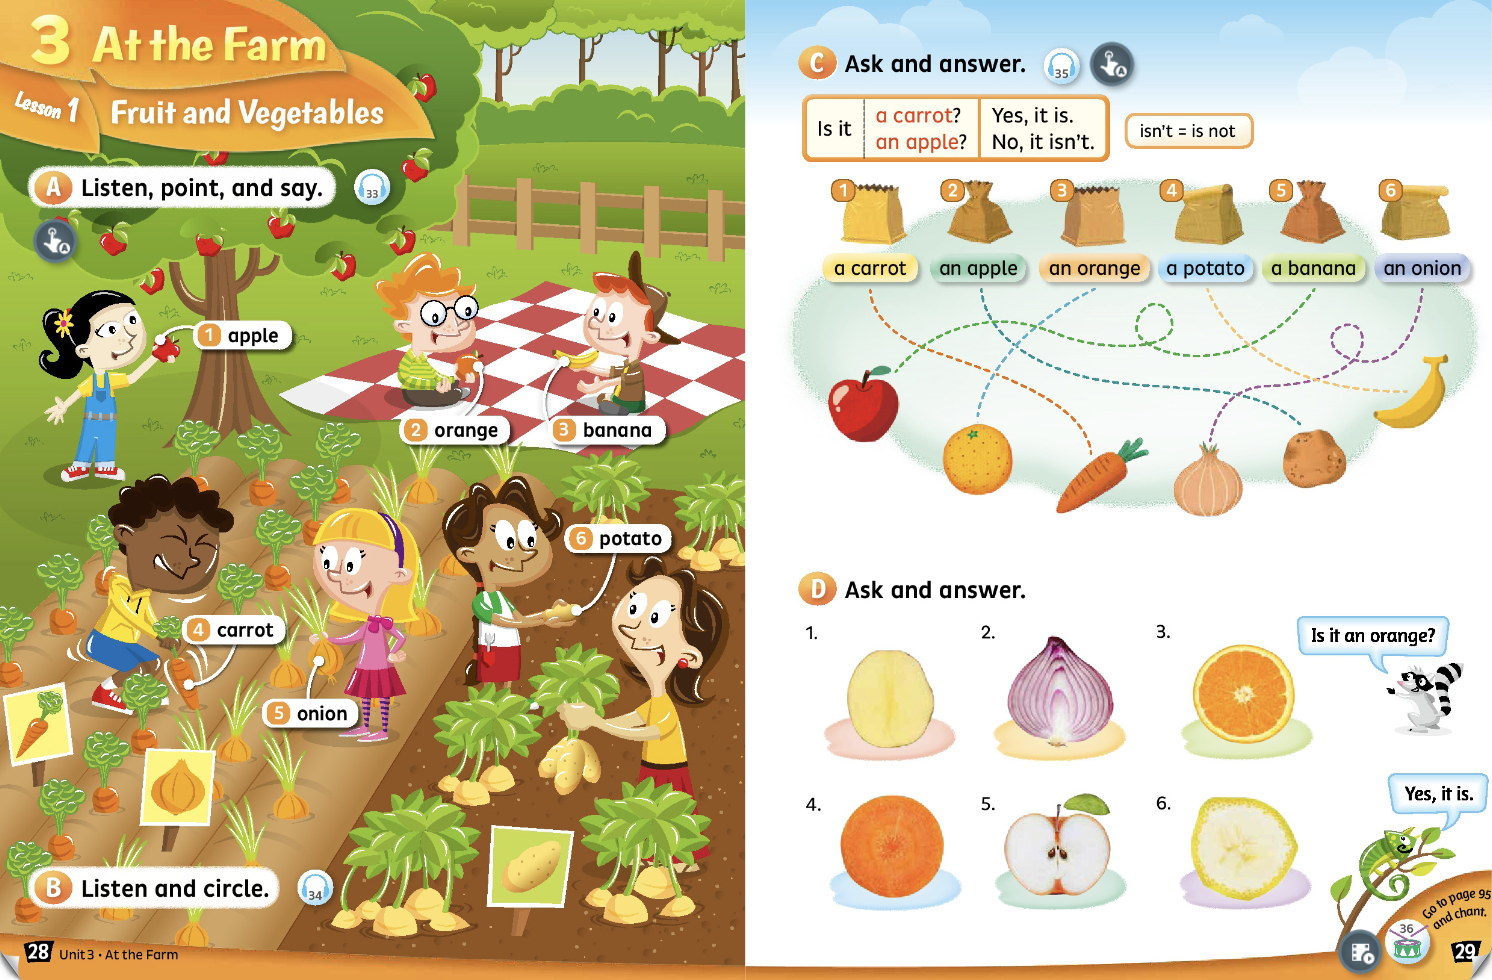 3 At the Farm
Lesson 1 Fruit and Vegetables
A Listen, point, and say. 33
A
1 apple
2 orange
3 banana
6 potato
4 carrot
5 onion
B Listen and circle. 34
28 Unit 3 • At the Farm
C Ask and answer. 35
A
Is it
a carrot?
an apple?
Yes, it is.
No, it isn't.
isn't = is not
1 2 3 4 5 6
a carrot an apple an orange a potato a banana an onion
D Ask and answer.
1. 2. 3.
Is it an orange?
4. 5. 6.
Yes, it is.
Go to page 95
and chant.
36
29